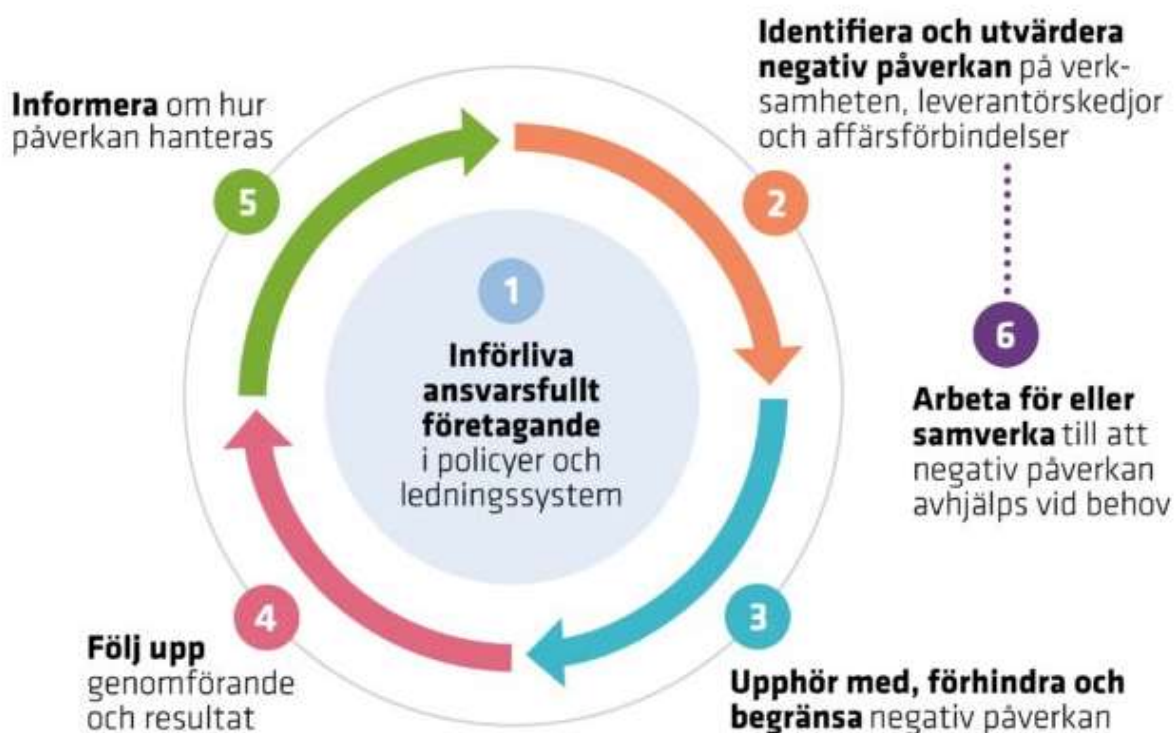 1
Införliva
ansvarsfullt
företagande
i policyer och
ledningssystem
2
Identifiera och utvärdera
negativ påverkan på verk-
samheten, leverantörskedjor
och affärsförbindelser
3
Upphör med, förhindra och
begränsa negativ påverkan
4
Följ upp
genomförande
och resultat
5
Informera om hur
påverkan hanteras
6
Arbeta för eller
samverka till att
negativ påverkan
avhjälps vid behov